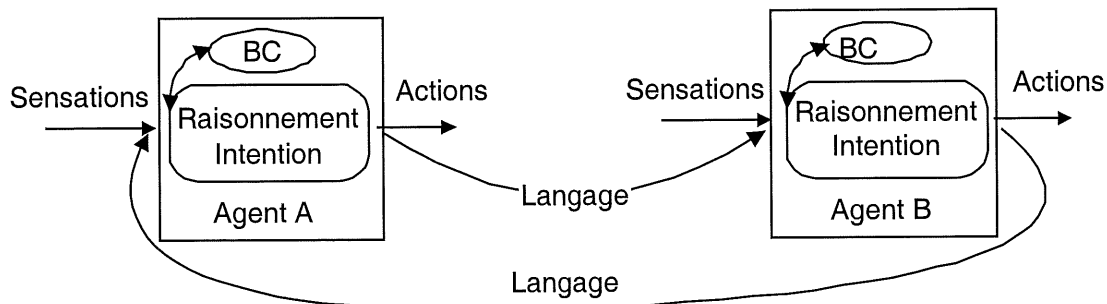 BC
Sensations
Raisonnement
Intention
Actions
Agent A
Langage
BC
Sensations
Raisonnement
Intention
Actions
Agent B
Langage